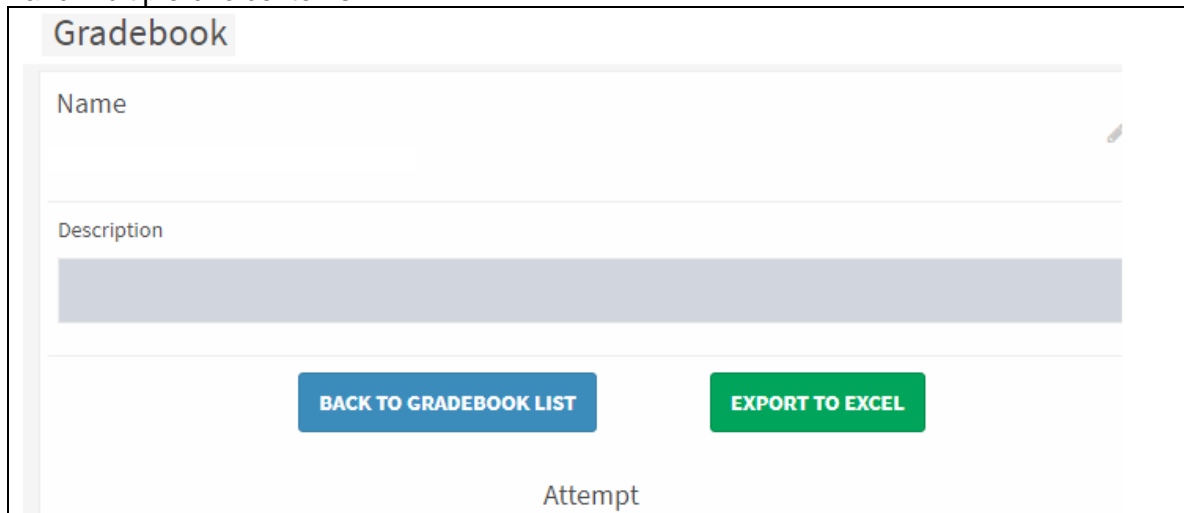 Gradebook
Name
Description
BACK TO GRADEBOOK LIST EXPORT TO EXCEL
Attempt